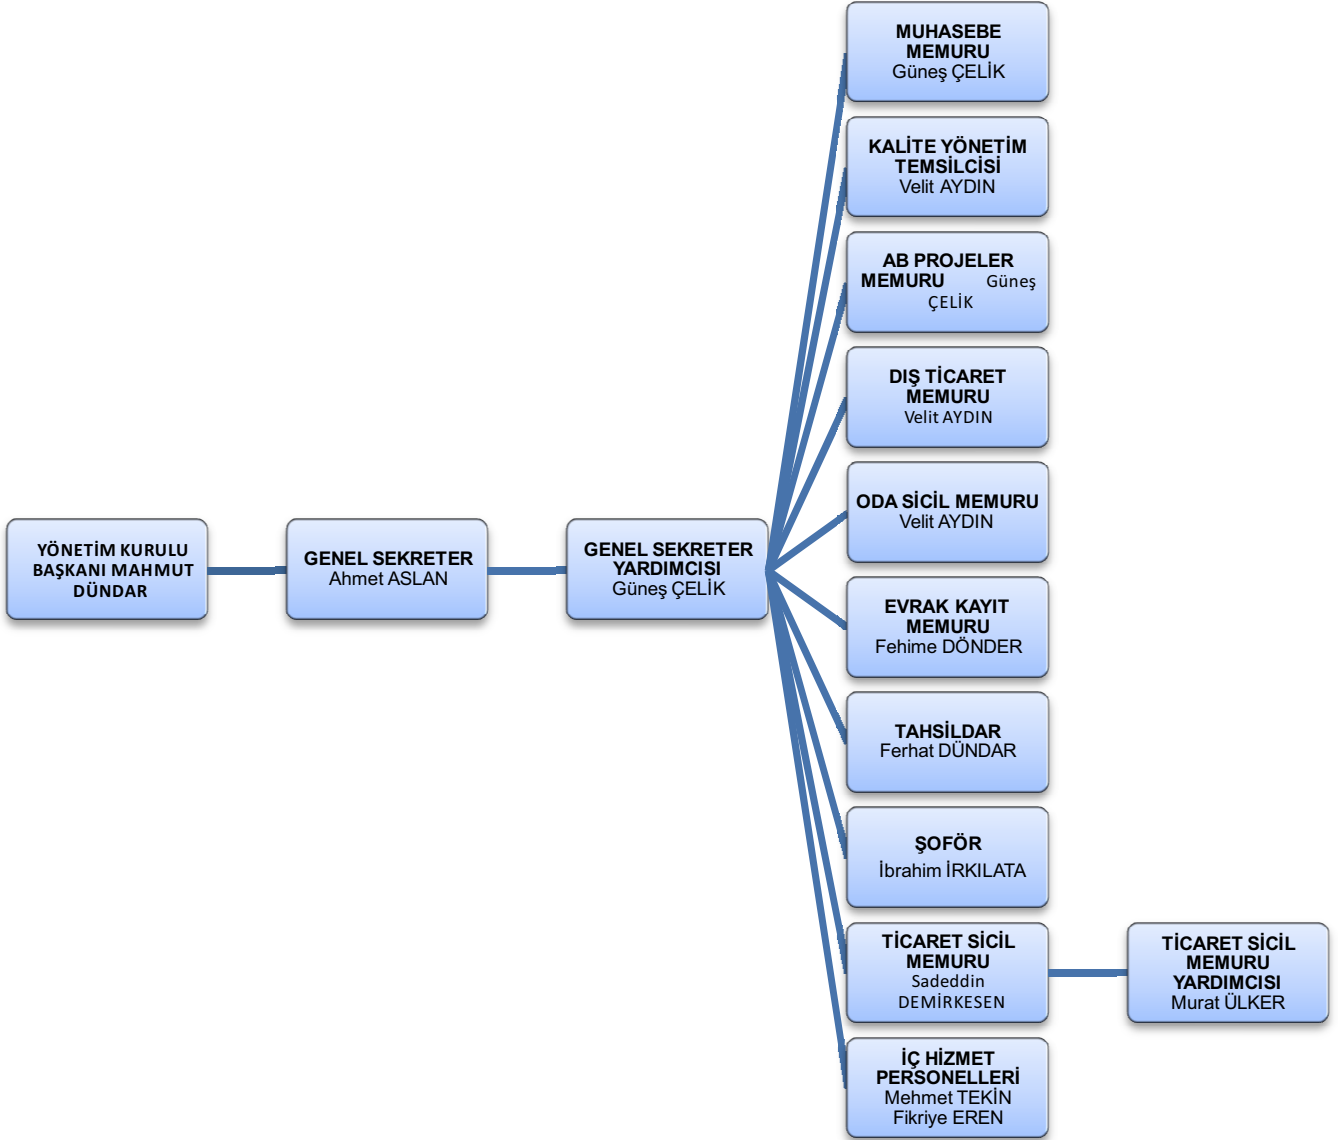 MUHASEBE
MEMURU
Güneş ÇELİK
KALİTE YÖNETİM
TEMSİLCİSİ
Velit AYDIN
AB PROJELER
MEMURU Güneş
ÇELİK
DIŞ TİCARET
MEMURU
Velit AYDIN
ODA SİCİL MEMURU
Velit AYDIN
YÖNETİM KURULU
BAŞKANI MAHMUT
DÜNDAR
GENEL SEKRETER
Ahmet ASLAN
GENEL SEKRETER
YARDIMCISI
Güneş ÇELİK
EVRAK KAYIT
MEMURU
Fehime DÖNDER
TAHSİLDAR
Ferhat DÜNDAR
ŞOFÖR
İbrahim İRKILATA
TİCARET SİCİL
MEMURU
Sadeddin
DEMİRKESEN
TİCARET SİCİL
MEMURU
YARDIMCISI
Murat ÜLKER
İÇ HİZMET
PERSONELLERİ
Mehmet TEKİN
Fikriye EREN